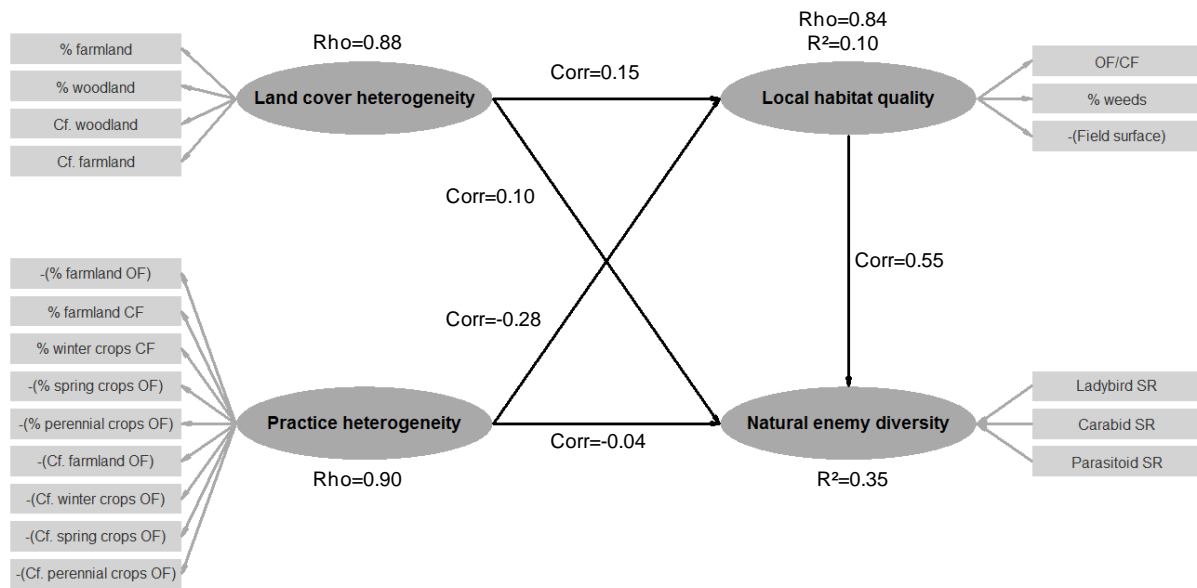 % farmland
% woodland
Cf. woodland
Cf. farmland
Rho=0.88
Land cover heterogeneity
Corr=0.15
Rho=0.84
R²=0.10
Local habitat quality
OF/CF
% weeds
-(Field surface)
Corr=0.10
Corr=0.55
Corr=-0.28
-(% farmland OF)
% farmland CF
% winter crops CF
-(% spring crops OF)
-(% perennial crops OF)
-(Cf. farmland OF)
-(Cf. winter crops OF)
-(Cf. spring crops OF)
-(Cf. perennial crops OF)
Practice heterogeneity
Rho=0.90
Corr=-0.04
Natural enemy diversity
R²=0.35
Ladybird SR
Carabid SR
Parasitoid SR